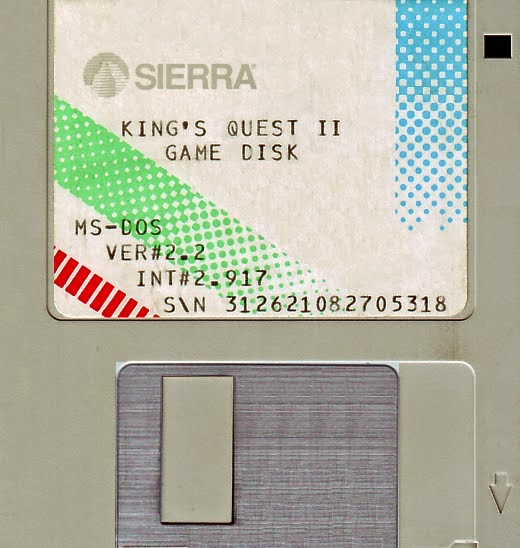 SIERRA®
KING'S QUEST II
GAME DISK
MS-DOS
VER#2.2
INT#2.917
S\N 312621082705318